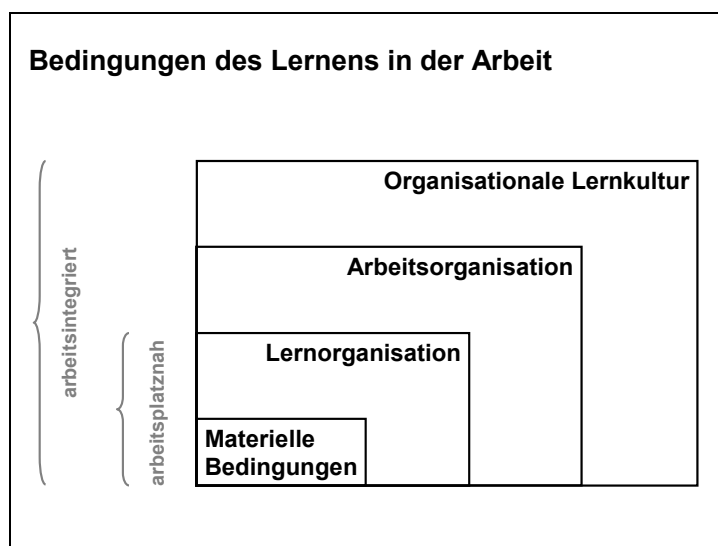 Bedingungen des Lernens in der Arbeit
Organisationale Lernkultur
Arbeitsorganisation
Lernorganisation
Materielle
Bedingungen
arbeitsintegriert
arbeitsplatznah